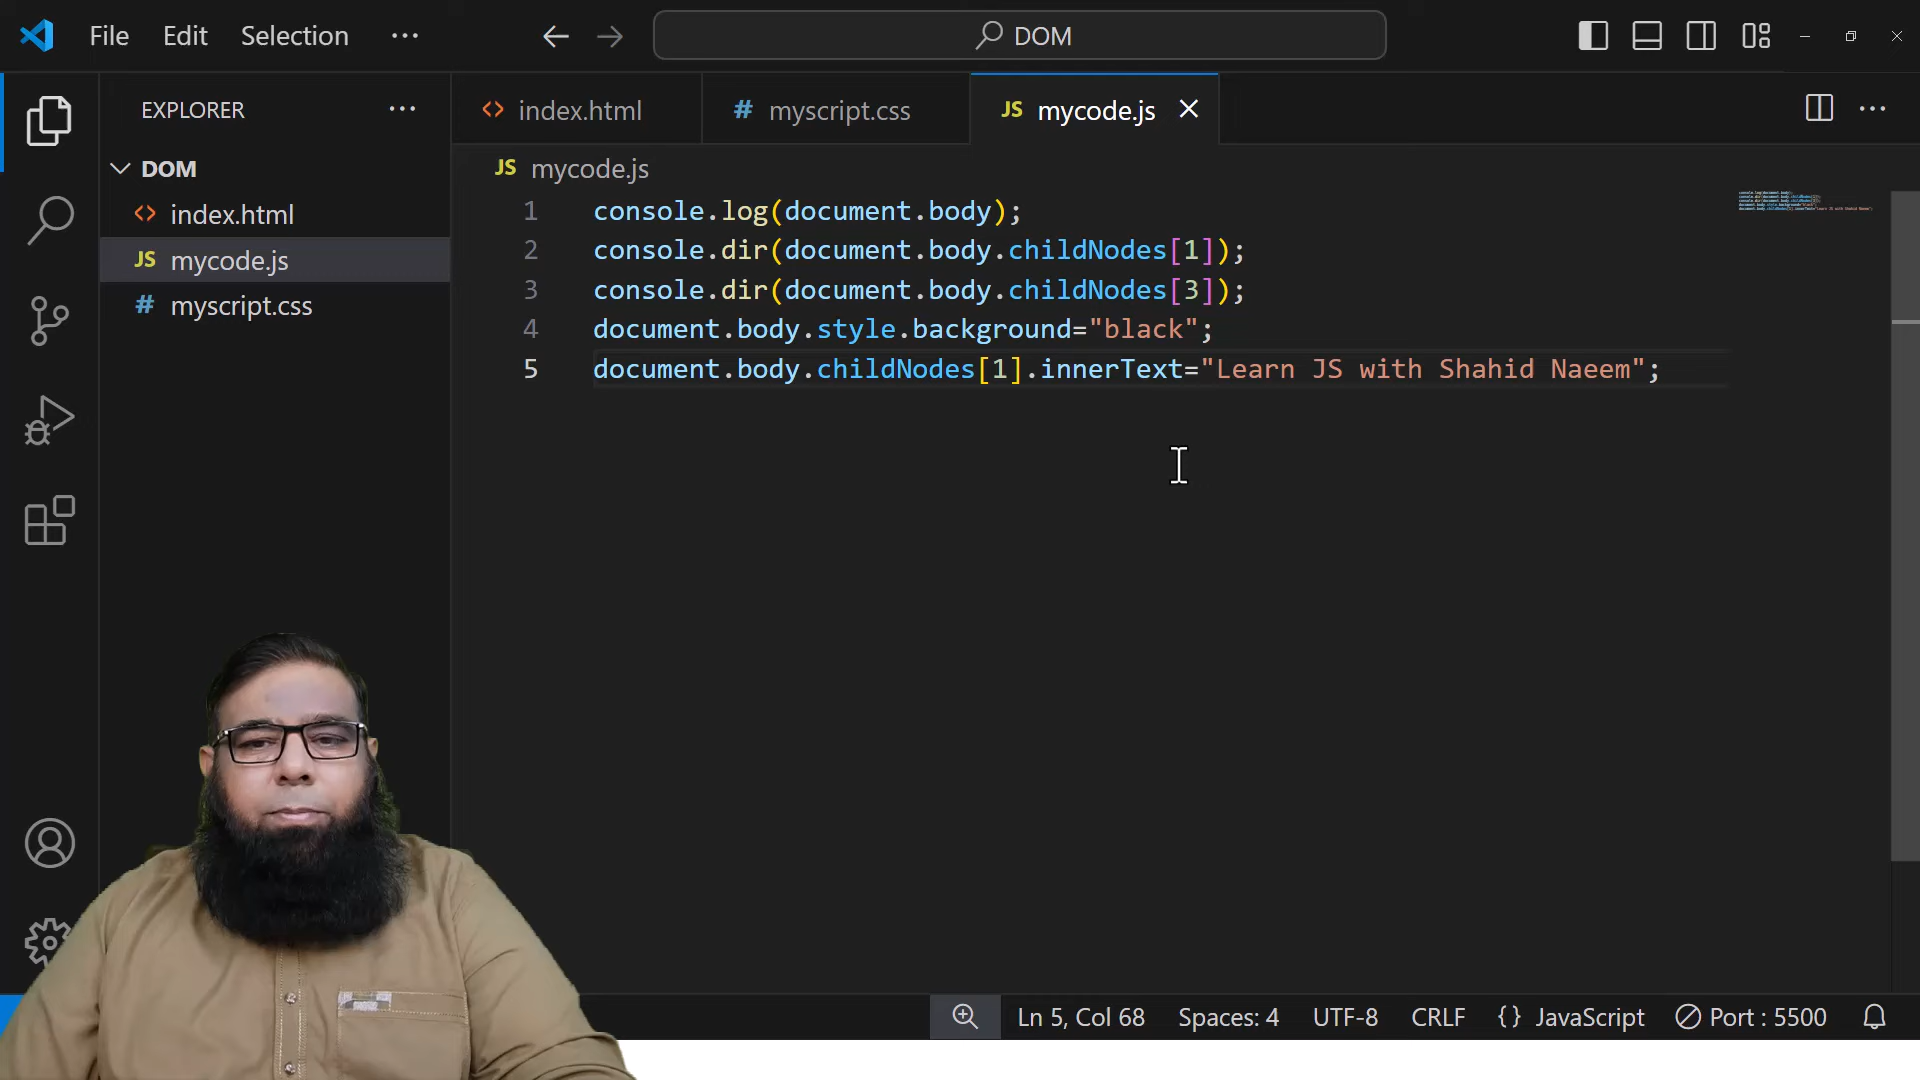 File Edit Selection ··· DOM
EXPLORER ···
index.html myscript.css JS mycode.js
DOM
index.html
JS mycode.js
# myscript.css
JS mycode.js
1 console.log(document.body);
2 console.dir(document.body.childNodes[1]);
3 console.dir(document.body.childNodes[3]);
4 document.body.style.background="black";
5 document.body.childNodes[1].innerText="Learn JS with Shahid Naeem";
Ln 5, Col 68 Spaces: 4 UTF-8 CRLF {} JavaScript Port : 5500